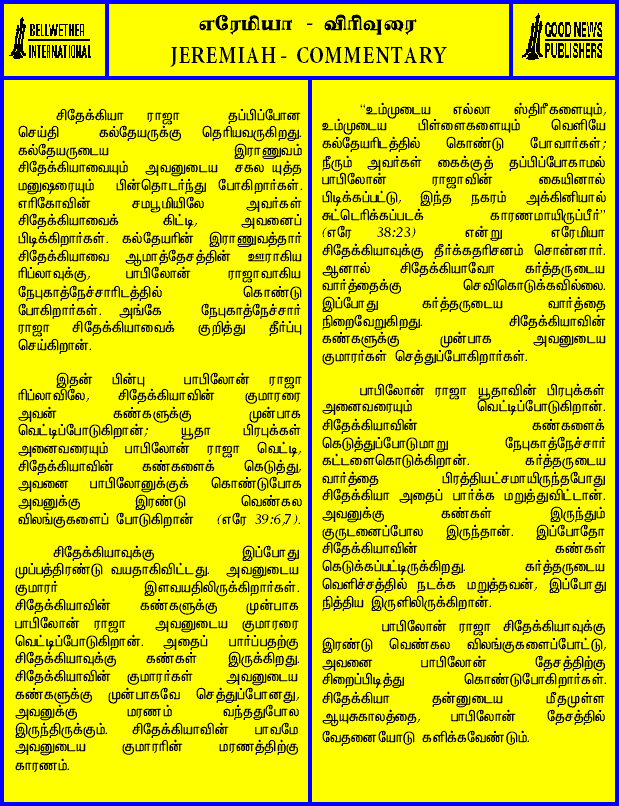 BELLWETHER
INTERNATIONAL
எரேமியா - விரிவுரை
JEREMIAH - COMMENTARY
GOOD NEWS
PUBLISHERS
சிதேக்கியா ராஜா தப்பிப்போன
செய்தி கல்தேயருக்கு தெரியவருகிறது.
கல்தேயருடைய இராணுவம்
சிதேக்கியாவையும் அவனுடைய சகல யுத்த
மனுஷரையும் பின்தொடர்ந்து போகிறார்கள்.
எரிகோவின் சமபூமியிலே அவர்கள்
சிதேக்கியாவைக் கிட்டி, அவனைப்
பிடிக்கிறார்கள். கல்தேயரின் இராணுவத்தார்
சிதேக்கியாவை ஆமாத்தேசத்தின் ஊராகிய
ரிப்லாவுக்கு, பாபிலோன் ராஜாவாகிய
நேபுகாத்நேச்சாரிடத்தில் கொண்டு
போகிறார்கள். அங்கே நேபுகாத்நேச்சார்
ராஜா சிதேக்கியாவைக் குறித்து தீர்ப்பு
செய்கிறான்.
இதன் பின்பு பாபிலோன் ராஜா
ரிப்லாவிலே, சிதேக்கியாவின் குமாரரை
அவன் கண்களுக்கு முன்பாக
வெட்டிப்போடுகிறான்; யூதா பிரபுக்கள்
அனைவரையும் பாபிலோன் ராஜா வெட்டி,
சிதேக்கியாவின் கண்களைக் கெடுத்து,
அவனை பாபிலோனுக்குக் கொண்டுபோக
அவனுக்கு இரண்டு வெண்கல
விலங்குகளைப் போடுகிறான் (எரே 39:6,7).
சிதேக்கியாவுக்கு இப்போது
முப்பத்திரண்டு வயதாகிவிட்டது. அவனுடைய
குமாரர் இளவயதிலிருக்கிறார்கள்.
சிதேக்கியாவின் கண்களுக்கு முன்பாக
பாபிலோன் ராஜா அவனுடைய குமாரரை
வெட்டிப்போடுகிறான். அதைப் பார்ப்பதற்கு
சிதேக்கியாவுக்கு கண்கள் இருக்கிறது.
சிதேக்கியாவின் குமாரர்கள் அவனுடைய
கண்களுக்கு முன்பாகவே செத்துப்போனது,
அவனுக்கு மரணம் வந்ததுபோல
இருந்திருக்கும். சிதேக்கியாவின் பாவமே
அவனுடைய குமாரரின் மரணத்திற்கு
காரணம்.
“உம்முடைய எல்லா ஸ்திரீகளையும்,
உம்முடைய பிள்ளைகளையும் வெளியே
கல்தேயரிடத்தில் கொண்டு போவார்கள்;
நீரும் அவர்கள் கைக்குத் தப்பிப்போகாமல்
பாபிலோன் ராஜாவின் கையினால்
பிடிக்கப்பட்டு, இந்த நகரம் அக்கினியால்
சுட்டெரிக்கப்படக் காரணமாயிருப்பீர்”
(எரே 38:23) என்று எரேமியா
சிதேக்கியாவுக்கு தீர்க்கதரிசனம் சொன்னார்.
ஆனால் சிதேக்கியாவோ கர்த்தருடைய
வார்த்தைக்கு செவிகொடுக்கவில்லை.
இப்போது கர்த்தருடைய வார்த்தை
நிறைவேறுகிறது. சிதேக்கியாவின்
கண்களுக்கு முன்பாக அவனுடைய
குமாரர்கள் செத்துப்போகிறார்கள்.
பாபிலோன் ராஜா யூதாவின் பிரபுக்கள்
அனைவரையும் வெட்டிப்போடுகிறான்.
சிதேக்கியாவின் கண்களைக்
கெடுத்துப்போடுமாறு நேபுகாத்நேச்சார்
கட்டளைகொடுக்கிறான். கர்த்தருடைய
வார்த்தை பிரத்தியட்சமாயிருந்தபோது
சிதேக்கியா அதைப் பார்க்க மறுத்துவிட்டான்.
அவனுக்கு கண்கள் இருந்தும்
குருடனைப்போல இருந்தான். இப்போதோ
சிதேக்கியாவின் கண்கள்
கெடுக்கப்பட்டிருக்கிறது. கர்த்தருடைய
வெளிச்சத்தில் நடக்க மறுத்தவன், இப்போது
நித்திய இருளிலிருக்கிறான்.
பாபிலோன் ராஜா சிதேக்கியாவுக்கு
இரண்டு வெண்கல விலங்குகளைப்போட்டு,
அவனை பாபிலோன் தேசத்திற்கு
சிறைப்பிடித்து கொண்டுபோகிறார்கள்.
சிதேக்கியா தன்னுடைய மீதமுள்ள
ஆயுசுகாலத்தை, பாபிலோன் தேசத்தில்
வேதனையோடு களிக்கவேண்டும்.